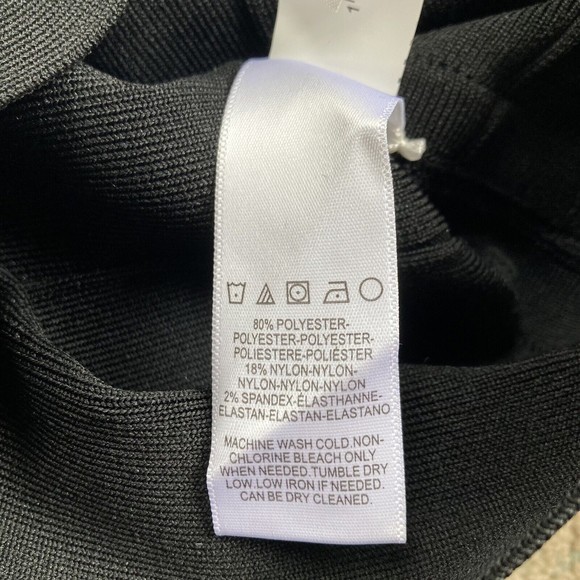 80% POLYESTER-
POLYESTER-POLYESTER-
POLIESTERE-POLIÉSTER
18% NYLON-NYLON-
NYLON-NYLON-NYLON
2% SPANDEX-ÉLASTHANNE-
ELASTAN-ELASTAN-ELASTANO
MACHINE WASH COLD.NON-
CHLORINE BLEACH ONLY
WHEN NEEDED.TUMBLE DRY
LOW.LOW IRON IF NEEDED.
CAN BE DRY CLEANED.